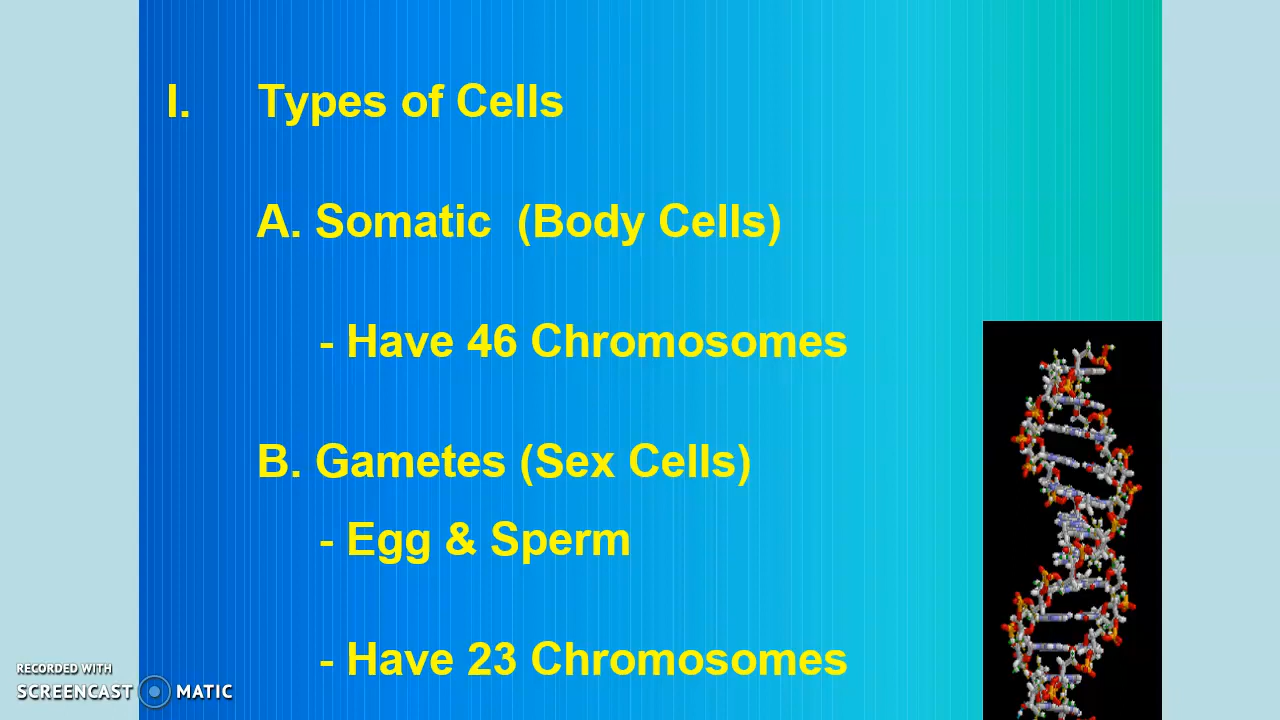 I. Types of Cells
A. Somatic (Body Cells)
- Have 46 Chromosomes
B. Gametes (Sex Cells)
- Egg & Sperm
- Have 23 Chromosomes
RECORDED WITH
SCREENCAST MATIC